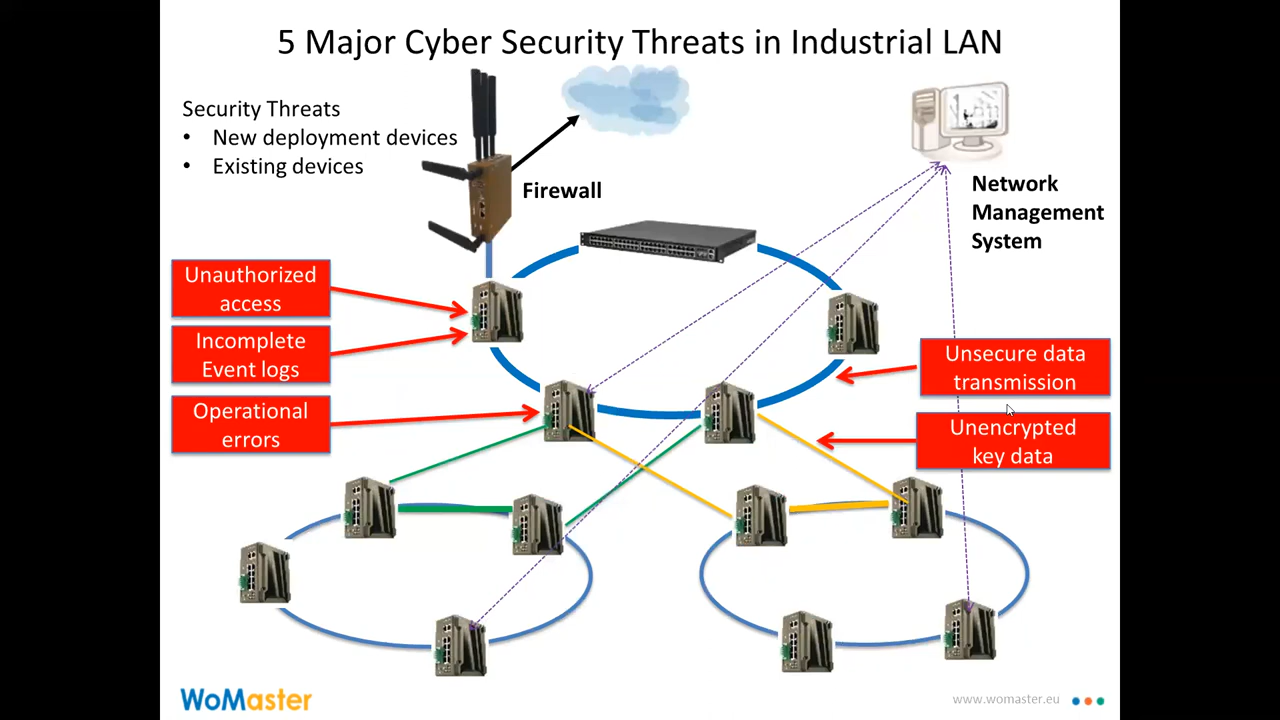 5 Major Cyber Security Threats in Industrial LAN
Security Threats
• New deployment devices
• Existing devices
Firewall
Network
Management
System
Unauthorized
access
Incomplete
Event logs
Operational
errors
Unsecure data
transmission
Unencrypted
key data
WoMaster
www.womaster.eu